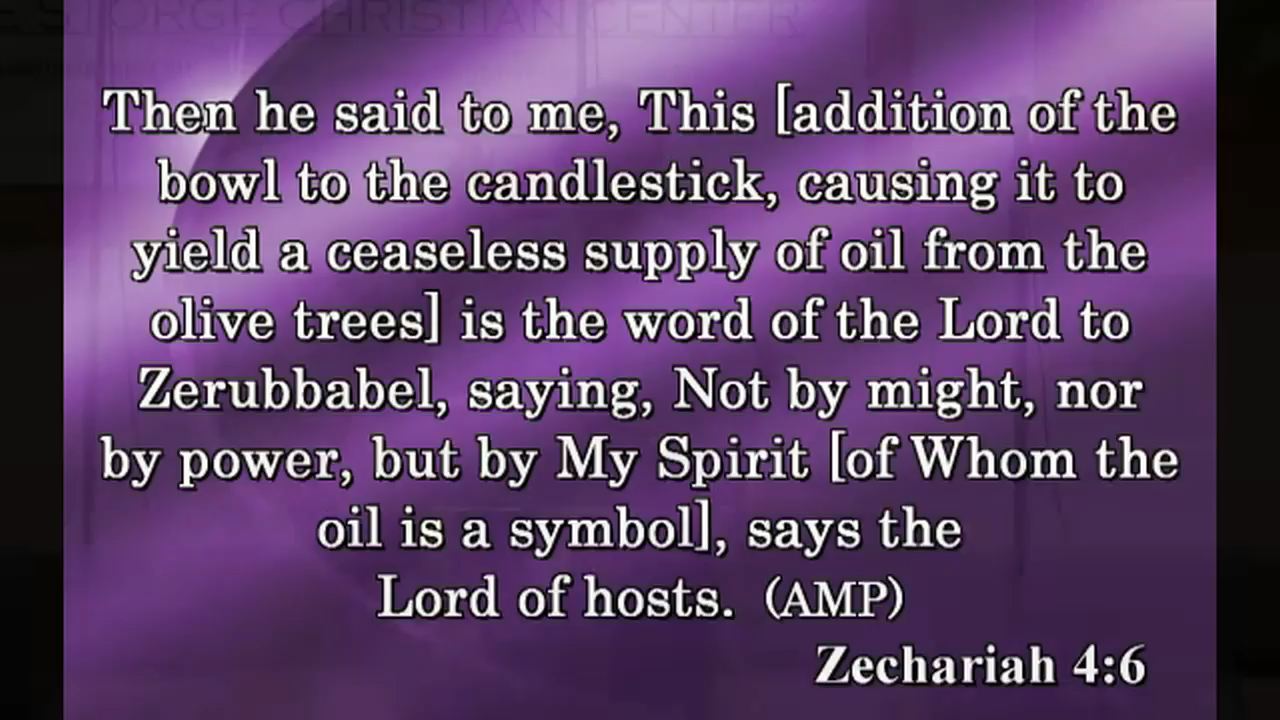 GEORGE CHRISTIAN CENTER
Then he said to me, This [addition of the
bowl to the candlestick, causing it to
yield a ceaseless supply of oil from the
olive trees] is the word of the Lord to
Zerubbabel, saying, Not by might, nor
by power, but by My Spirit [of Whom the
oil is a symbol], says the
Lord of hosts. (AMP)
Zechariah 4:6